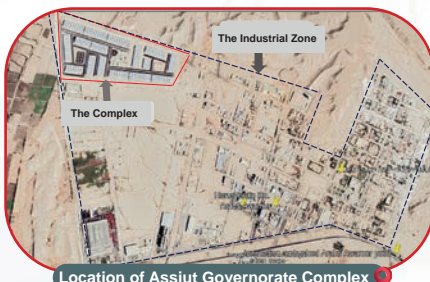 The Industrial Zone
The Complex
Location of Assiut Governorate Complex